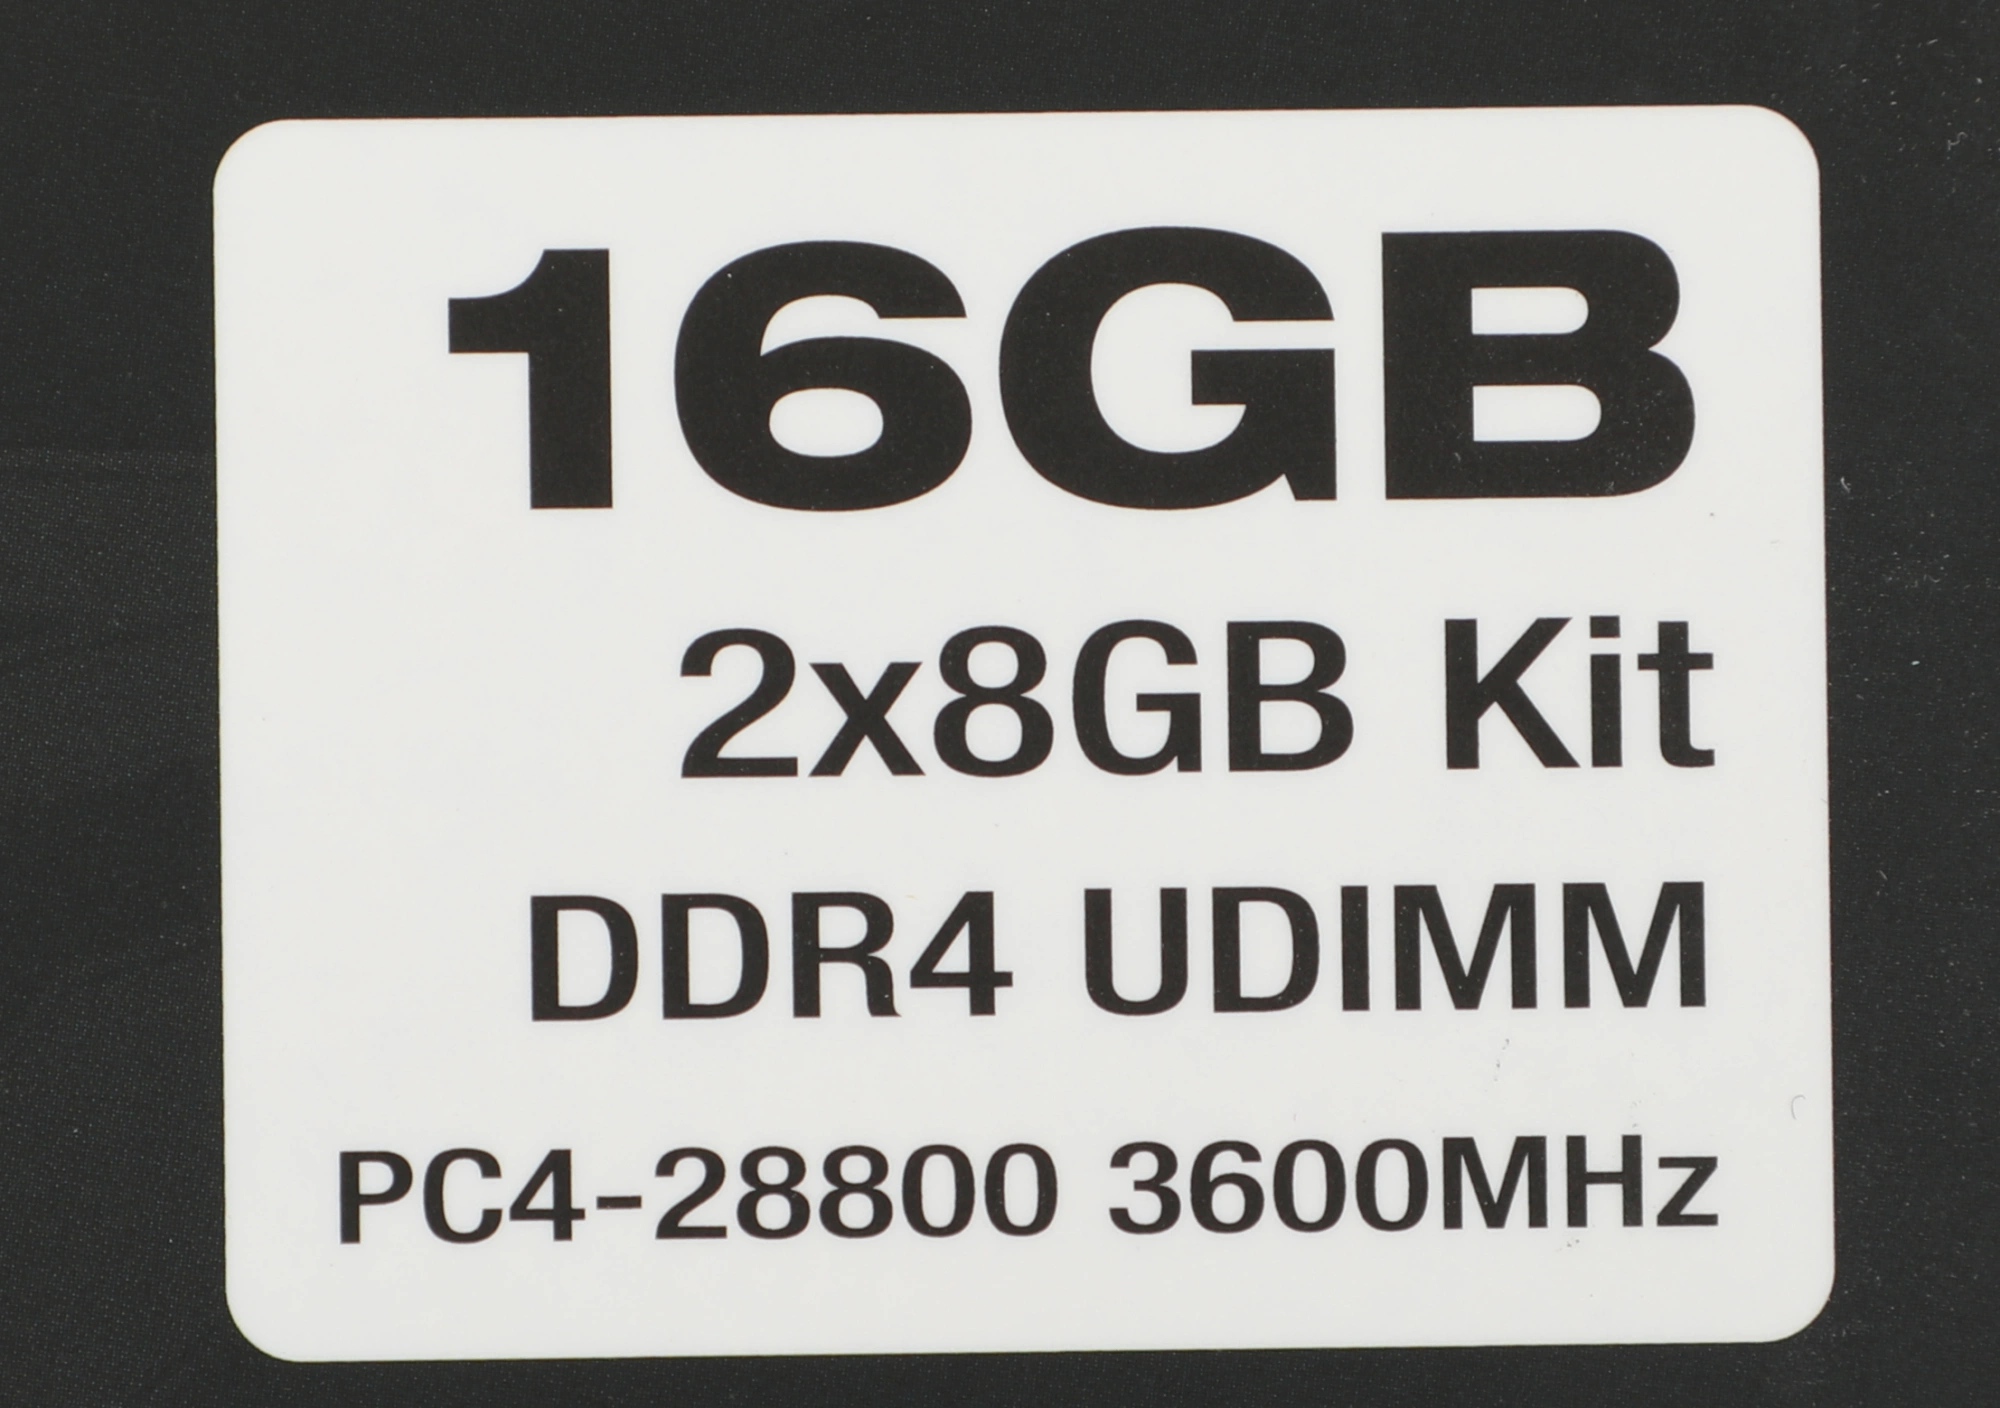 16GB
2x8GB Kit
DDR4 UDIMM
PC4-28800 3600MHz